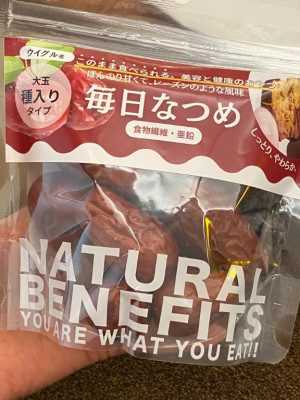 ウイグル産
このまま食べられる。美容と健康のおやつ
ほんのり甘くて、レーズンのような風味
大玉
種入り
タイプ
毎日なつめ
食物繊維・亜鉛
しっとり、やわらか
NATURAL
BENEFITS
YOU ARE WHAT YOU EAT!!